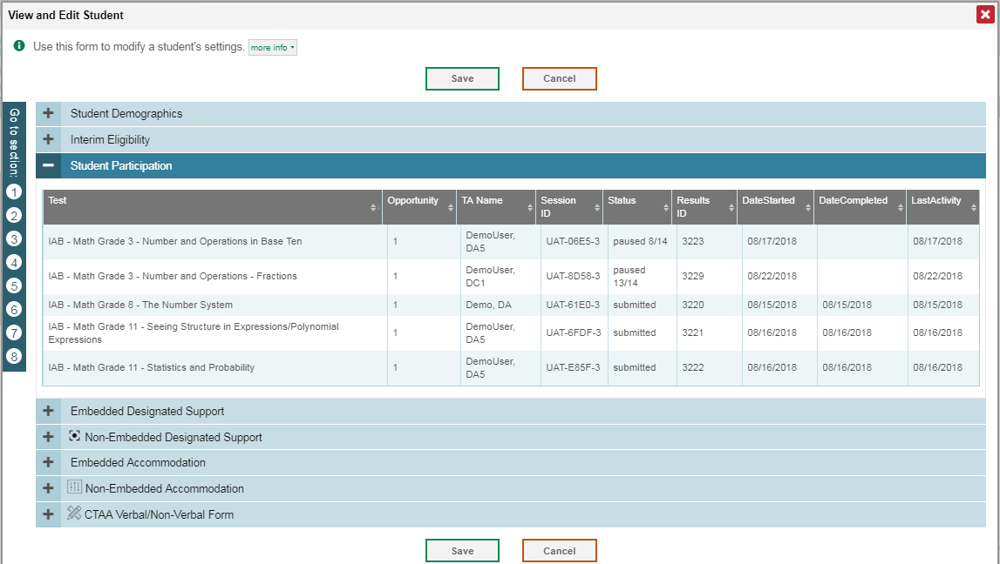 View and Edit Student
Use this form to modify a student's settings. more info
Save Cancel
Go to section:
1
2
3
4
5
6
7
8
Student Demographics
Interim Eligibility
Student Participation
Test Opportunity TA Name Session ID Status Results ID DateStarted DateCompleted LastActivity
IAB - Math Grade 3 - Number and Operations in Base Ten 1 DemoUser, DA5 UAT-06E5-3 paused 8/14 3223 08/17/2018 08/17/2018
IAB - Math Grade 3 - Number and Operations - Fractions 1 DemoUser, DC1 UAT-8D58-3 paused 13/14 3229 08/22/2018 08/22/2018
IAB - Math Grade 8 - The Number System 1 Demo, DA UAT-61E0-3 submitted 3220 08/15/2018 08/15/2018 08/15/2018
IAB - Math Grade 11 - Seeing Structure in Expressions/Polynomial Expressions 1 DemoUser, DA5 UAT-6FDF-3 submitted 3221 08/16/2018 08/16/2018 08/16/2018
IAB - Math Grade 11 - Statistics and Probability 1 DemoUser, DA5 UAT-E85F-3 submitted 3222 08/16/2018 08/16/2018 08/16/2018
Embedded Designated Support
Non-Embedded Designated Support
Embedded Accommodation
Non-Embedded Accommodation
CTAA Verbal/Non-Verbal Form
Save Cancel